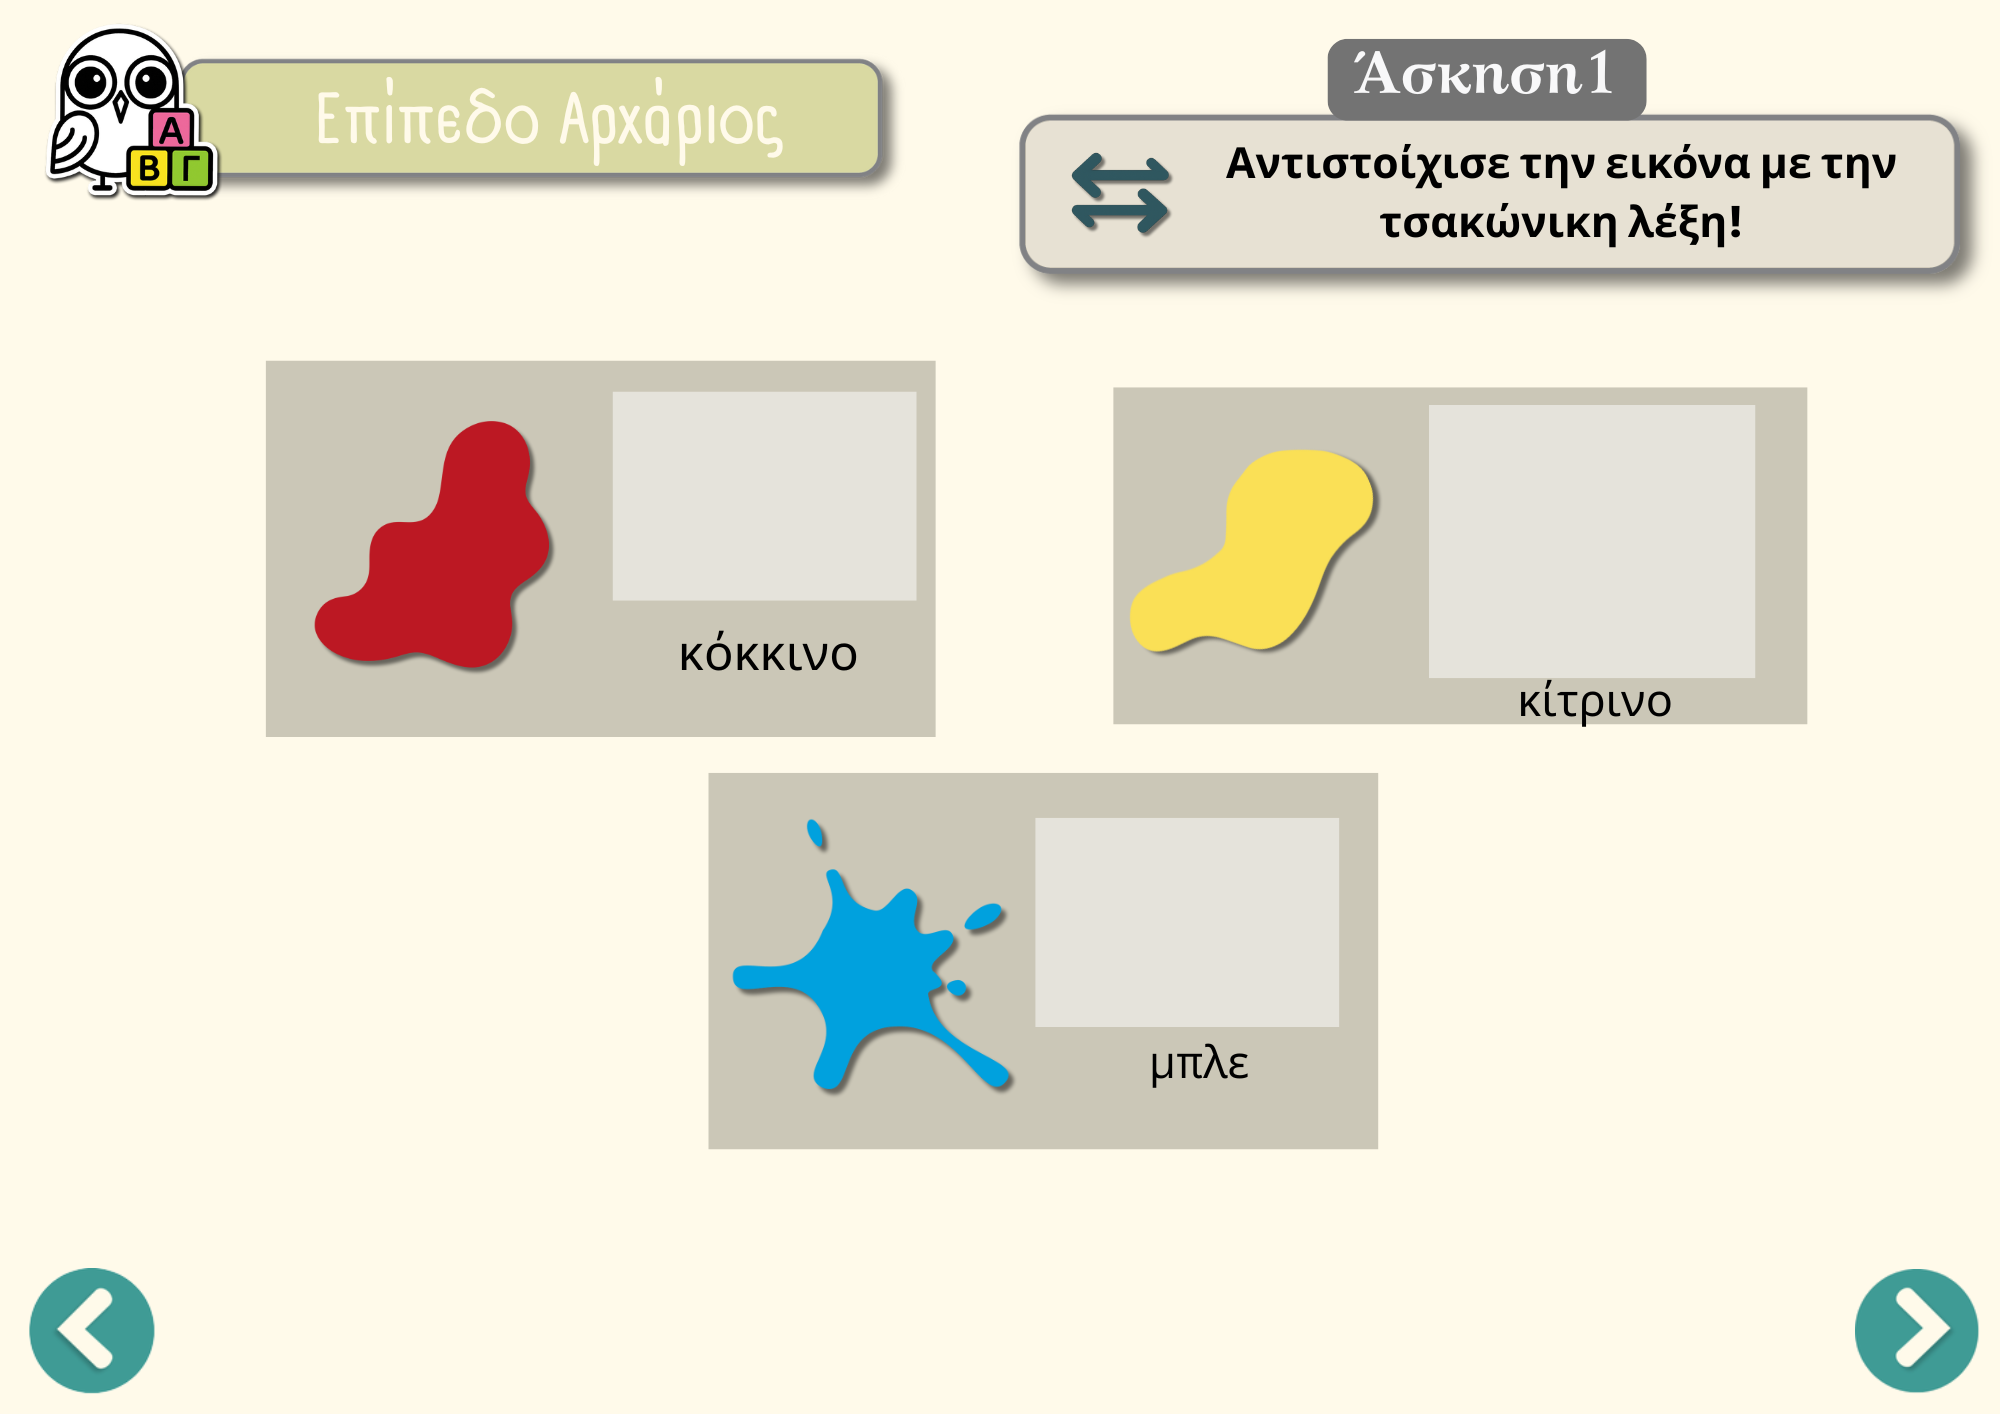 Επίπεδο Αρχάριος
Α
Β Γ
Άσκηση 1
Αντιστοίχισε την εικόνα με την
τσακώνικη λέξη!
κόκκινο
κίτρινο
μπλε